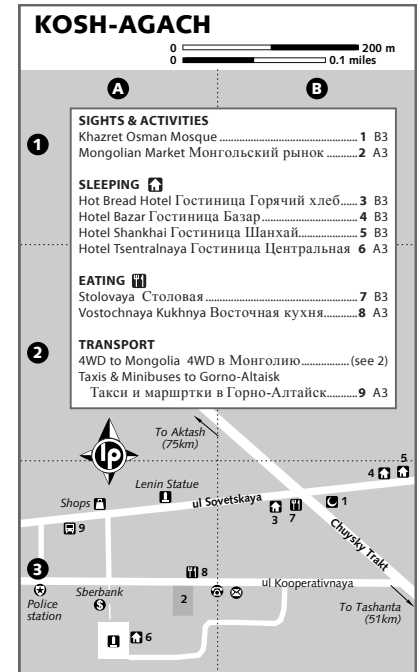 KOSH-AGACH
0 200 m
0 0.1 miles
A B
1
SIGHTS & ACTIVITIES
Khazret Osman Mosque ........................................ 1 B3
Mongolian Market Монгольский рынок .......... 2 A3
SLEEPING
Hot Bread Hotel Гостиница Горячий хлеб ...... 3 B3
Hotel Bazar Гостиница Базар ........................... 4 B3
Hotel Shankhai Гостиница Шанхай ................. 5 B3
Hotel Tsentralnaya Гостиница Центральная 6 A3
EATING
Stolovaya Столовая ........................................... 7 B3
Vostochnaya Kukhnya Восточная кухня ......... 8 A3
2
TRANSPORT
4WD to Mongolia 4WD в Монголию ................. (see 2)
Taxis & Minibuses to Gorno-Altaisk
Такси и маршртки в Горно-Алтайск .......... 9 A3
lp
To Aktash
(75km)
5
4
Lenin Statue
Shops
ul Sovetskaya
1
3 7
9
Chuysky Trakt
3
8
ul Kooperativnaya
Police
station
Sberbank
2
To Tashanta
(51km)
6